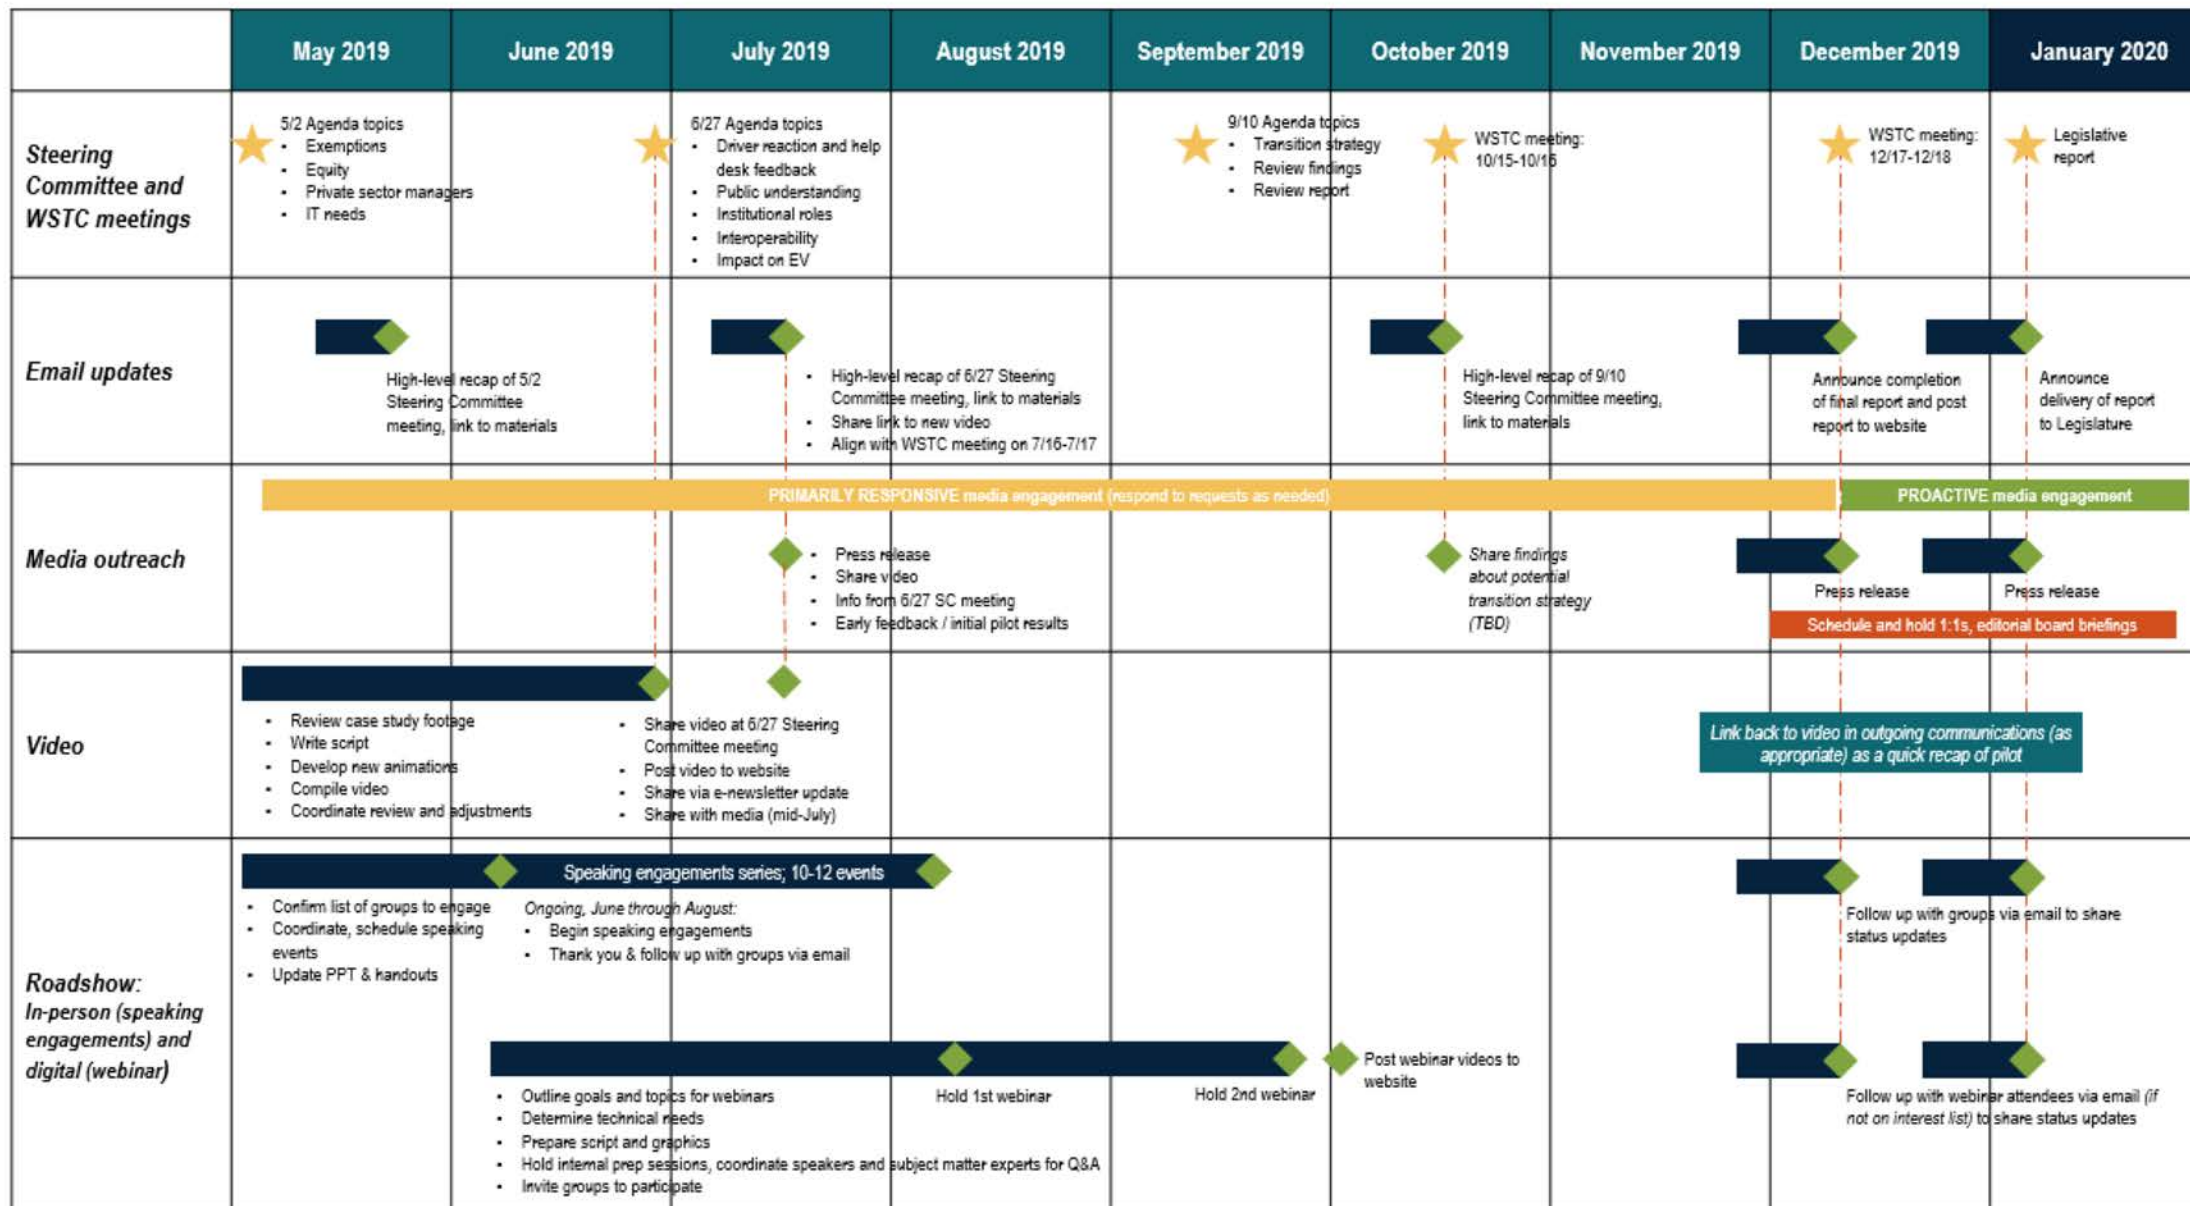 May 2019
June 2019
July 2019
August 2019
September 2019
October 2019
November 2019
December 2019
January 2020
Steering
Committee and
WSTC meetings
5/2 Agenda topics
▪ Exemptions
▪ Equity
▪ Private sector managers
▪ IT needs
6/27 Agenda topics
▪ Driver reaction and help
desk feedback
▪ Public understanding
▪ Institutional roles
▪ Interoperability
▪ Impact on EV
9/10 Agenda topics
▪ Transition strategy
▪ Review findings
▪ Review report
WSTC meeting:
10/15-10/16
WSTC meeting:
12/17-12/18
Legislative
report
Email updates
High-level recap of 5/2
Steering Committee
meeting, link to materials
▪ High-level recap of 6/27 Steering
Committee meeting, link to materials
▪ Share link to new video
▪ Align with WSTC meeting on 7/16-7/17
High-level recap of 9/10
Steering Committee meeting,
link to materials
Announce completion
of final report and post
report to website
Announce
delivery of report
to Legislature
Media outreach
PRIMARILY RESPONSIVE media engagement (respond to requests as needed)
PROACTIVE media engagement
▪ Press release
▪ Share video
▪ Info from 6/27 SC meeting
▪ Early feedback / initial pilot results
Share findings
about potential
transition strategy
(TBD)
Press release
Press release
Schedule and hold 1:1s, editorial board briefings
Video
▪ Review case study footage
▪ Write script
▪ Develop new animations
▪ Compile video
▪ Coordinate review and adjustments
▪ Share video at 6/27 Steering
Committee meeting
▪ Post video to website
▪ Share via e-newsletter update
▪ Share with media (mid-July)
Link back to video in outgoing communications (as
appropriate) as a quick recap of pilot
Roadshow:
In-person (speaking
engagements) and
digital (webinar)
Speaking engagements series; 10-12 events
▪ Confirm list of groups to engage
▪ Coordinate, schedule speaking
events
▪ Update PPT & handouts
Ongoing, June through August:
▪ Begin speaking engagements
▪ Thank you & follow up with groups via email
Follow up with groups via email to share
status updates
▪ Outline goals and topics for webinars
▪ Determine technical needs
▪ Prepare script and graphics
▪ Hold internal prep sessions, coordinate speakers and subject matter experts for Q&A
▪ Invite groups to participate
Hold 1st webinar
Hold 2nd webinar
Post webinar videos to
website
Follow up with webinar attendees via email (if
not on interest list) to share status updates